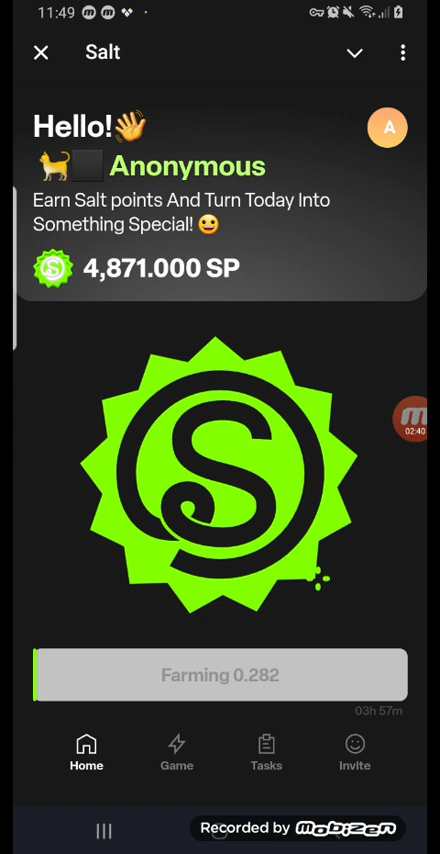 11:49
Salt
Hello!👋
A
🐈⬛ Anonymous
Earn Salt points And Turn Today Into
Something Special! 😀
4,871.000 SP
S
02:40
Farming 0.282
03h 57m
Home
Game
Tasks
Invite
Recorded by Mobizen